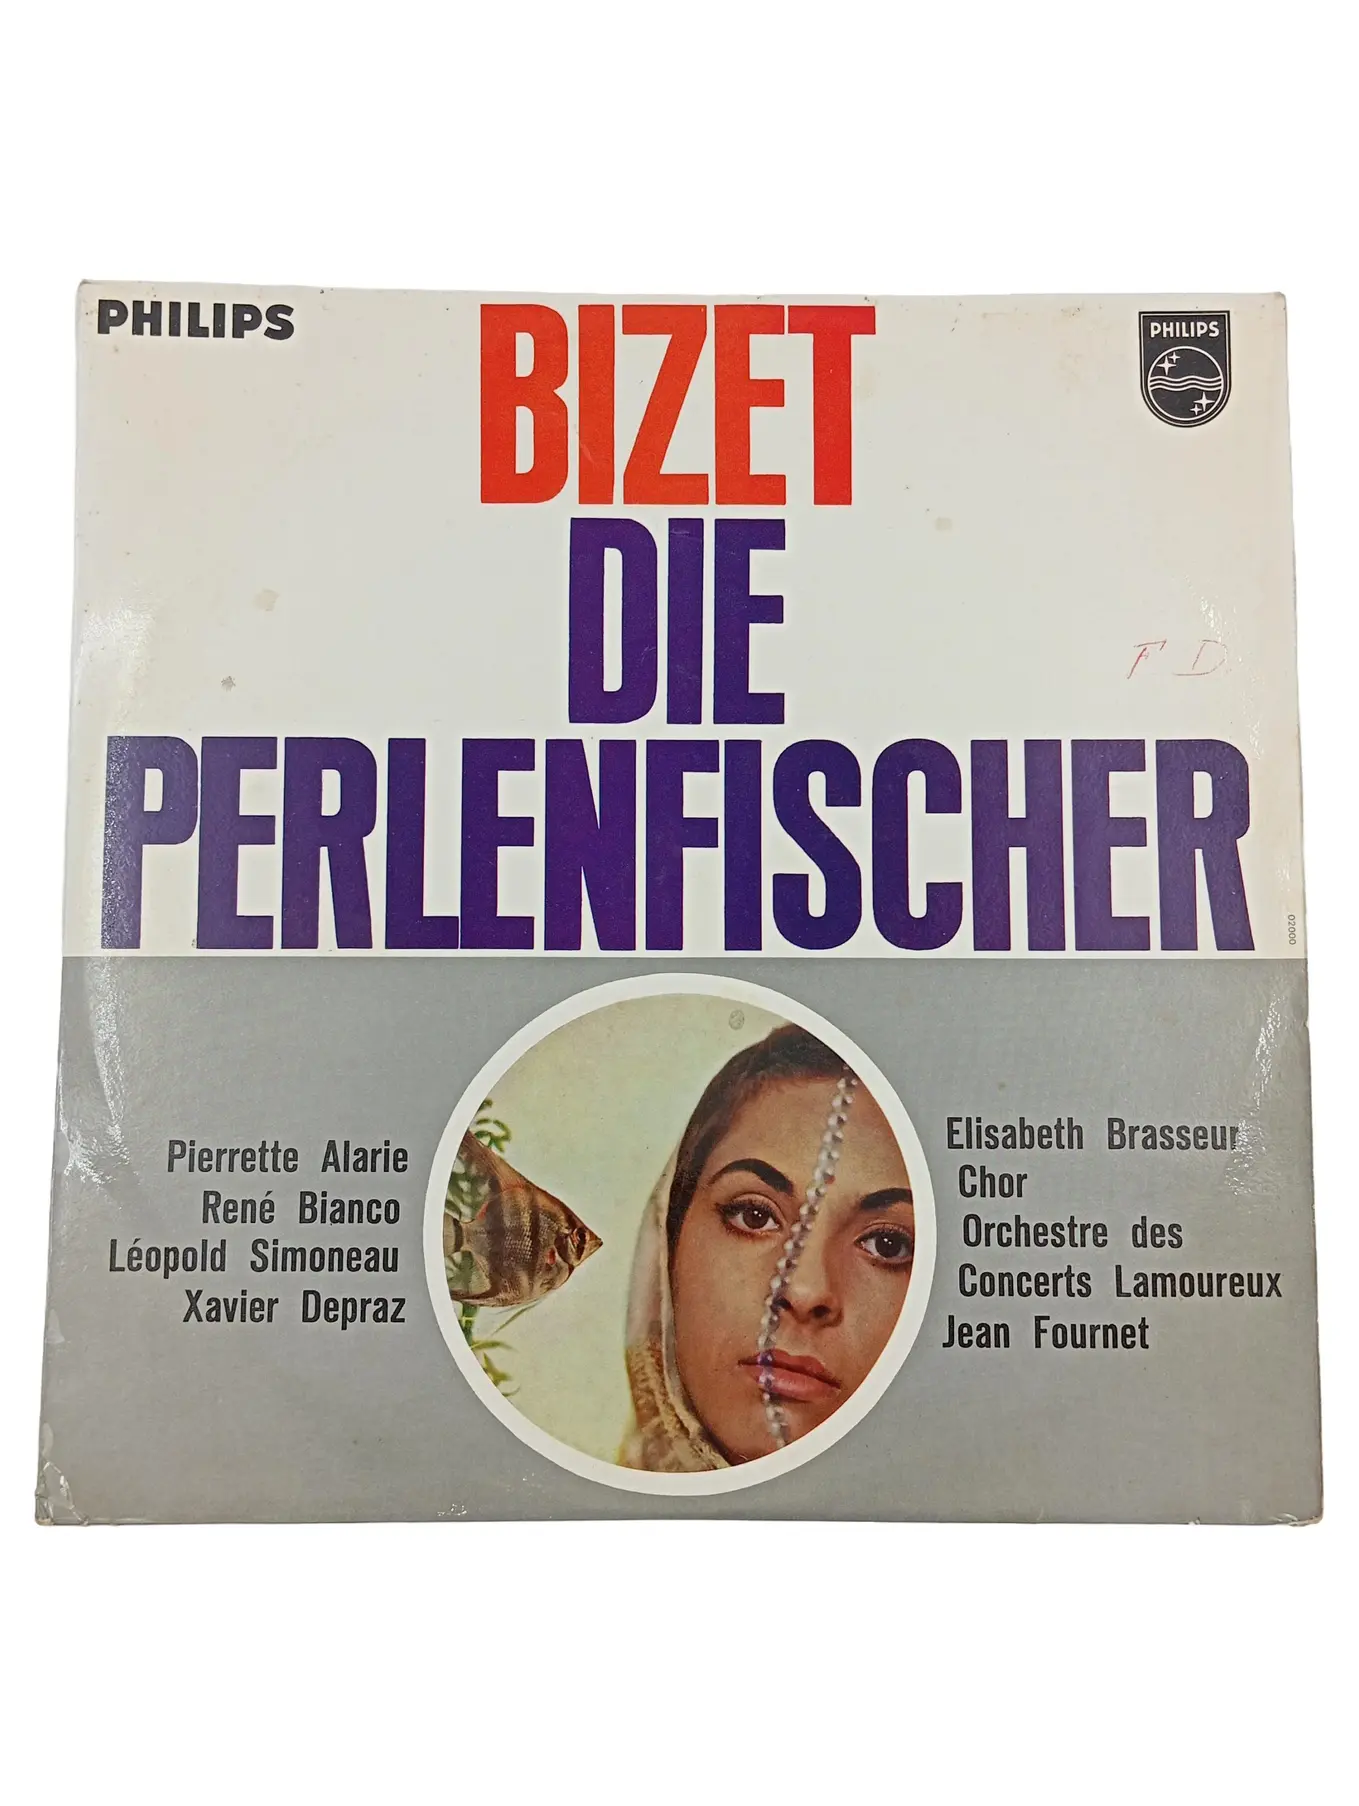 PHILIPS
BIZET
PHILIPS
DIE
F D
PERLENFISCHER
02000
Pierrette Alarie
René Bianco
Léopold Simoneau
Xavier Depraz
Elisabeth Brasseur
Chor
Orchestre des
Concerts Lamoureux
Jean Fournet